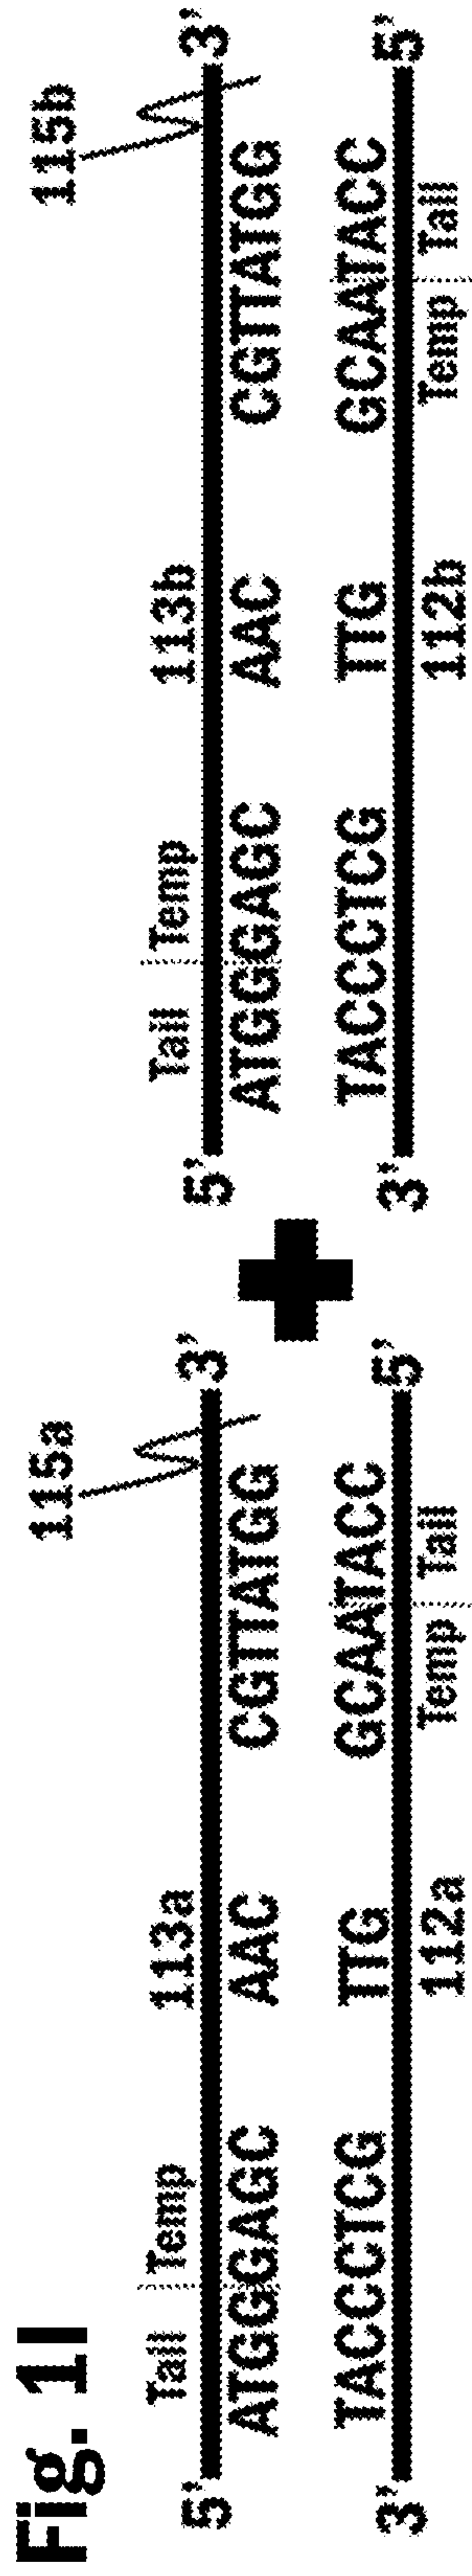 Fig. 1I
115a
115b
Tail Temp 113a
Tail Temp 113b
5' 3'
5' 3'
ATGGGAGC AAC CGTTATGG
ATGGGAGC AAC CGTTATGG
TACCCTCG TTG GCAATACC
TACCCTCG TTG GCAATACC
3' 5'
3' 5'
112a Temp Tail
112b Temp Tail